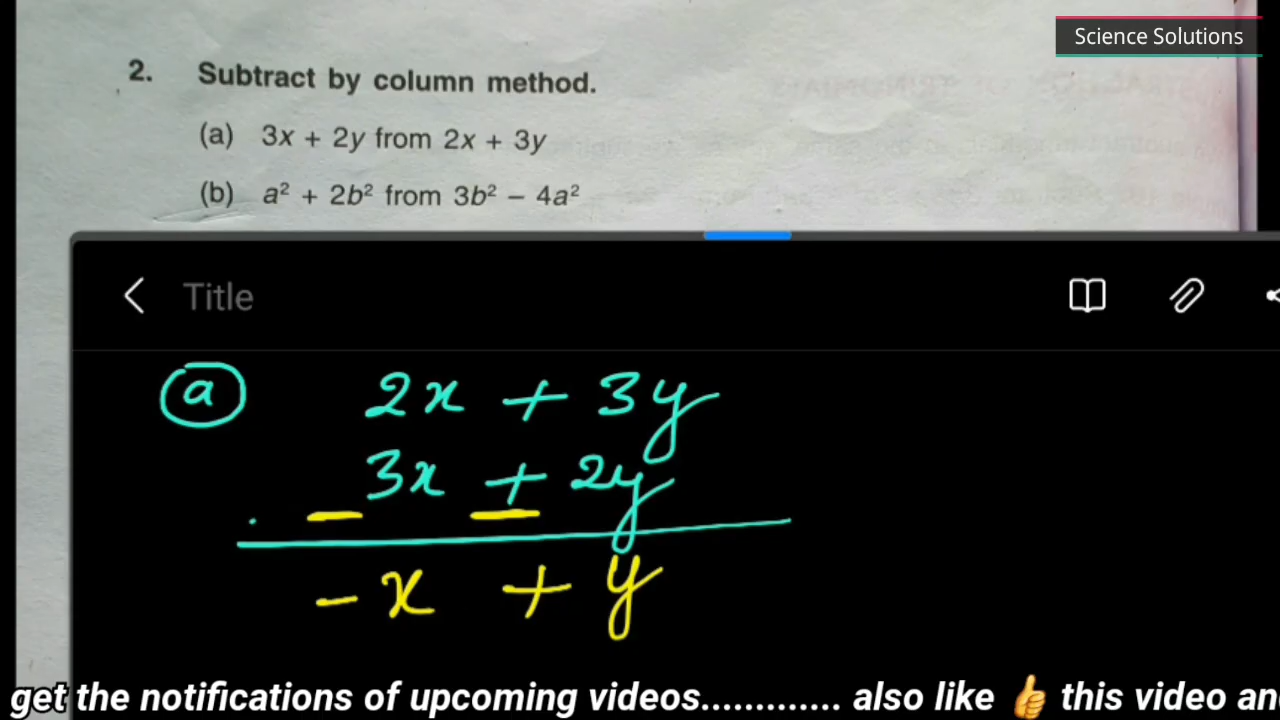 Science Solutions
2. Subtract by column method.
(a) 3x + 2y from 2x + 3y
(b) a² + 2b² from 3b² – 4a²
Title
a 2x + 3y
3x + 2y
– –
-x + y
get the notifications of upcoming videos............. also like 👍 this video an